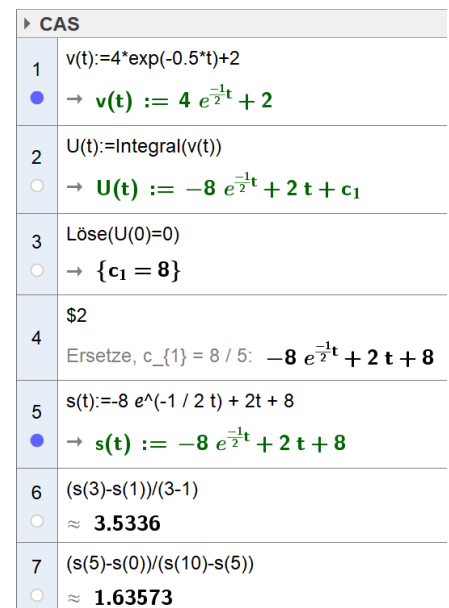 CAS
1
v(t):=4*exp(-0.5*t)+2
→ v(t) := 4 e^(-1/2 t) + 2
2
U(t):=Integral(v(t))
→ U(t) := −8 e^(-1/2 t) + 2 t + c₁
3
Löse(U(0)=0)
→ {c₁ = 8}
4
$2
Ersetze, c_{1} = 8 / 5: −8 e^(-1/2 t) + 2 t + 8
5
s(t):=-8 e^(-1 / 2 t) + 2t + 8
→ s(t) := −8 e^(-1/2 t) + 2 t + 8
6
(s(3)-s(1))/(3-1)
≈ 3.5336
7
(s(5)-s(0))/(s(10)-s(5))
≈ 1.63573